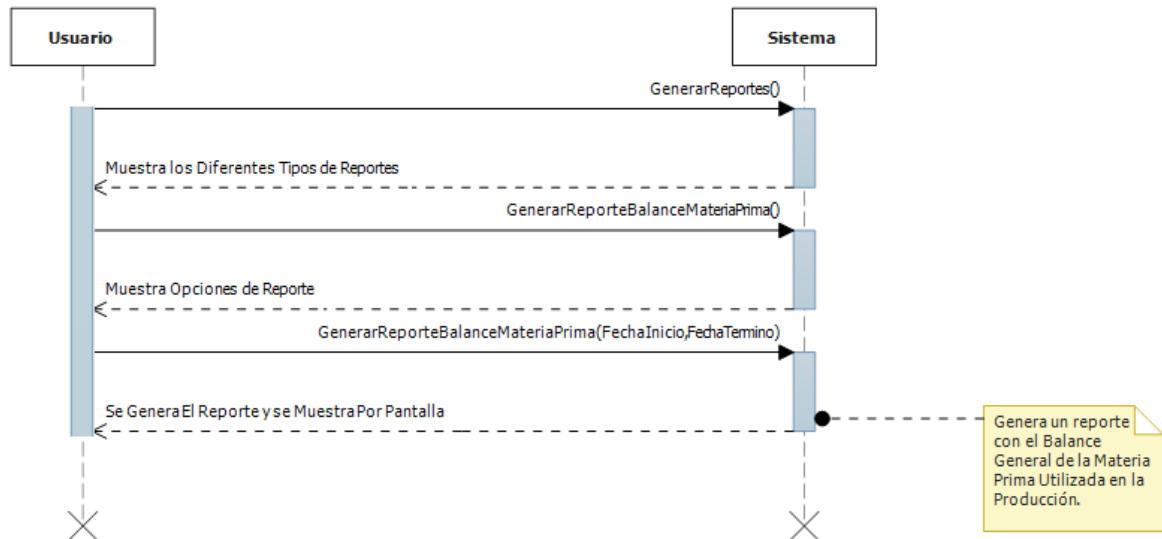 Usuario
Sistema
GenerarReportes()
Muestra los Diferentes Tipos de Reportes
GenerarReporteBalanceMateriaPrima()
Muestra Opciones de Reporte
GenerarReporteBalanceMateriaPrima(FechaInicio,FechaTermino)
Se Genera El Reporte y se Muestra Por Pantalla
Genera un reporte
con el Balance
General de la Materia
Prima Utilizada en la
Producción.